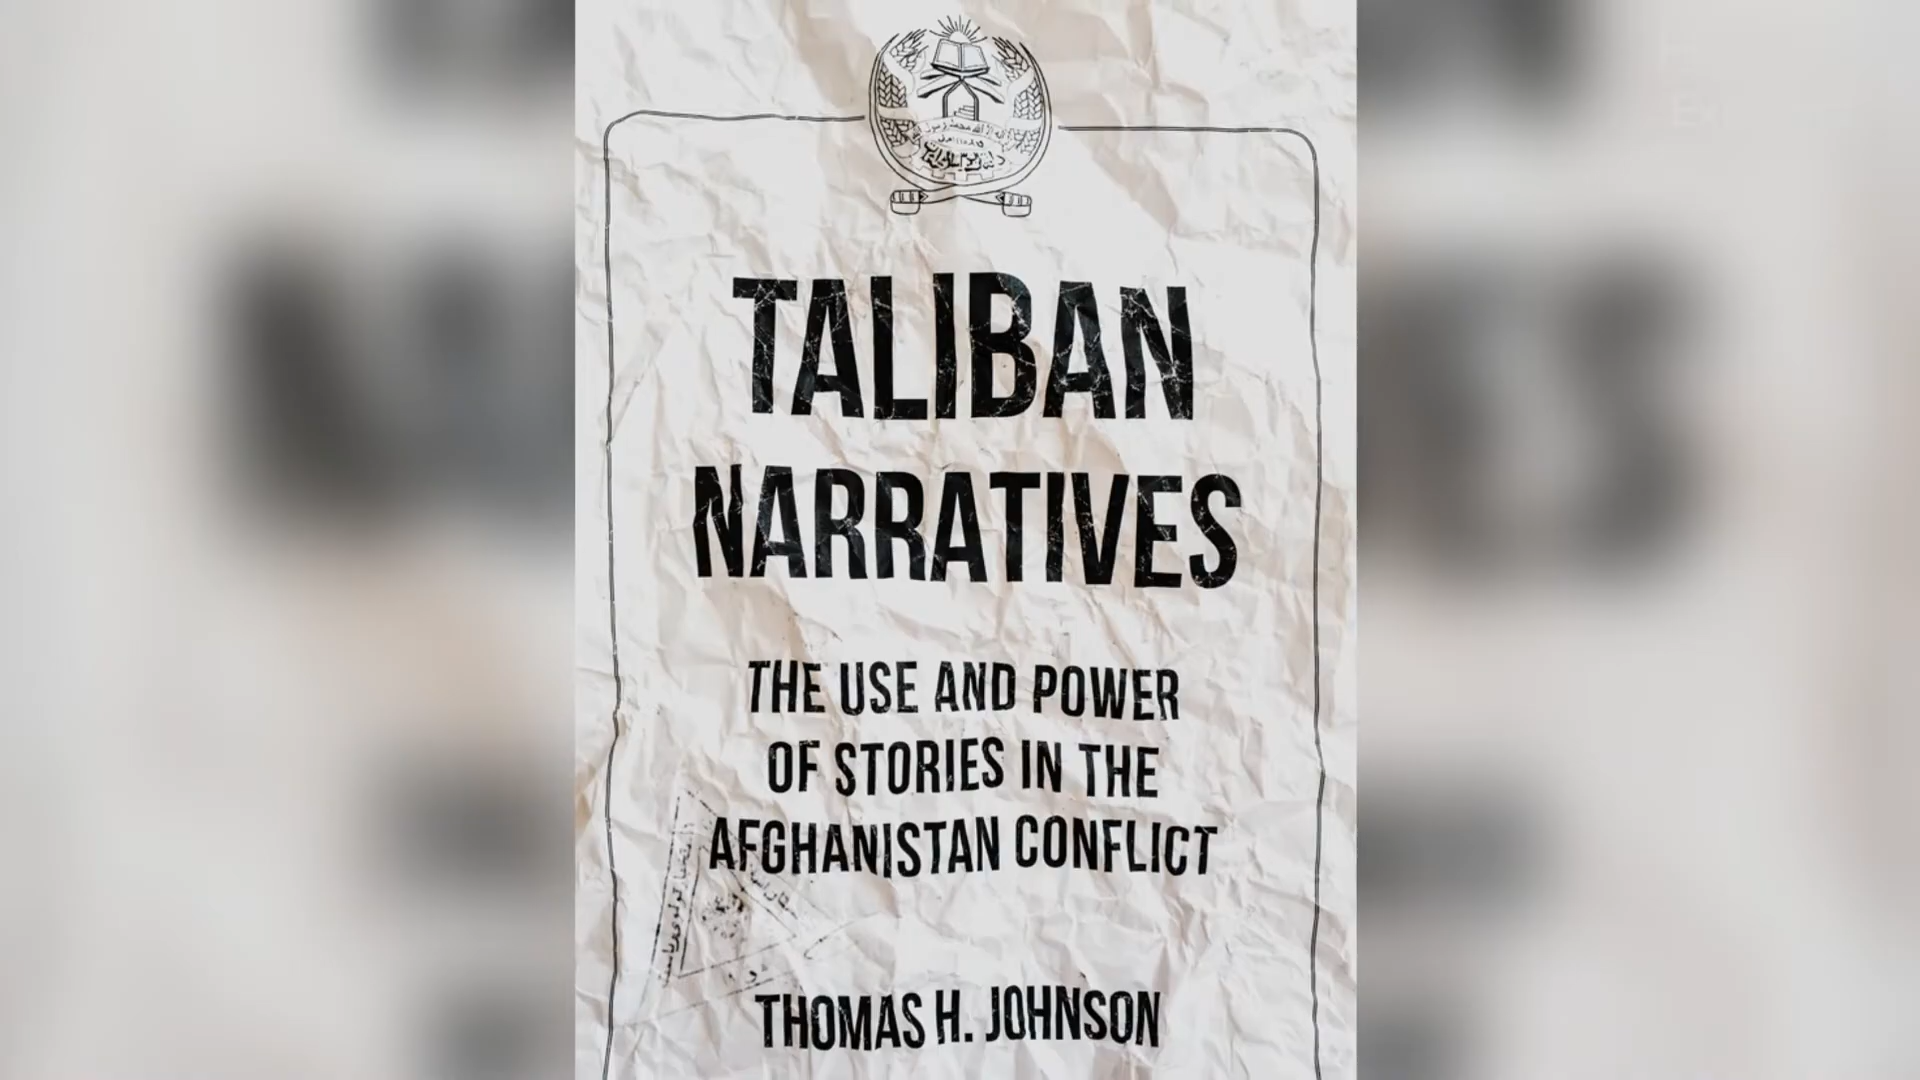 TALIBAN
NARRATIVES
THE USE AND POWER
OF STORIES IN THE
AFGHANISTAN CONFLICT
THOMAS H. JOHNSON